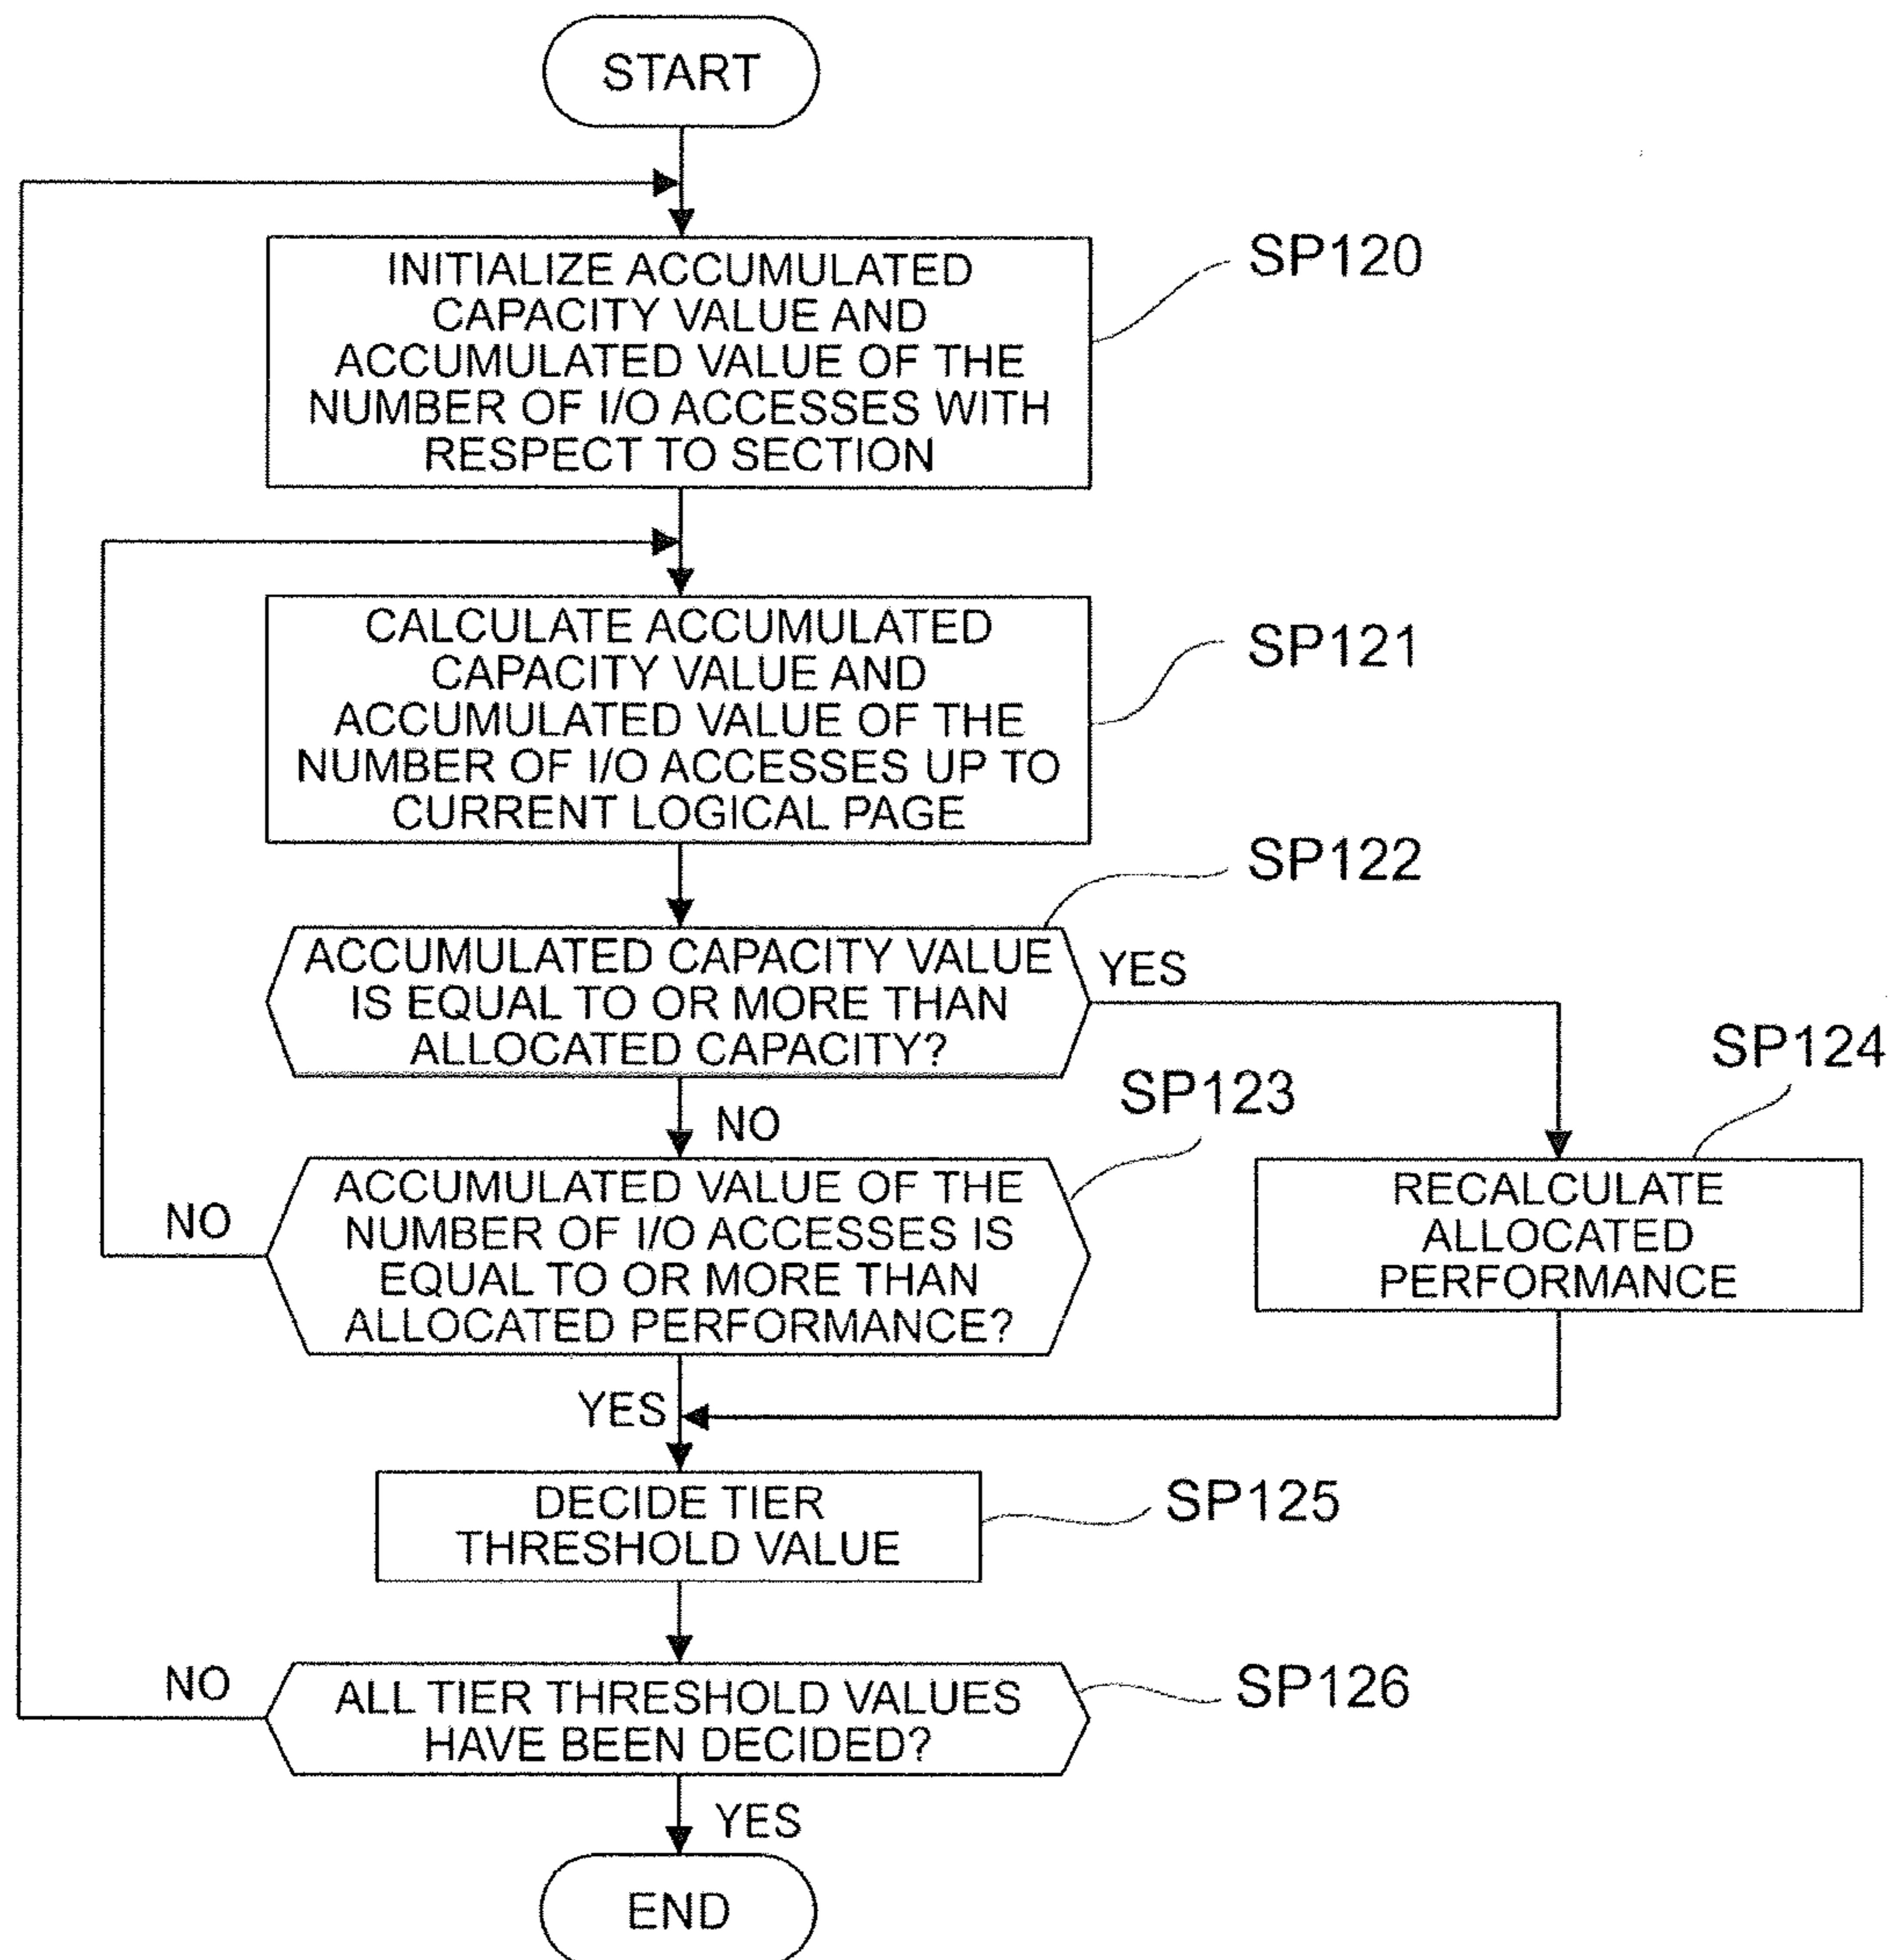 START
INITIALIZE ACCUMULATED
CAPACITY VALUE AND
ACCUMULATED VALUE OF THE
NUMBER OF I/O ACCESSES WITH
RESPECT TO SECTION
SP120
CALCULATE ACCUMULATED
CAPACITY VALUE AND
ACCUMULATED VALUE OF THE
NUMBER OF I/O ACCESSES UP TO
CURRENT LOGICAL PAGE
SP121
SP122
ACCUMULATED CAPACITY VALUE
IS EQUAL TO OR MORE THAN
ALLOCATED CAPACITY?
YES
NO
SP123
SP124
ACCUMULATED VALUE OF THE
NUMBER OF I/O ACCESSES IS
EQUAL TO OR MORE THAN
ALLOCATED PERFORMANCE?
NO
RECALCULATE
ALLOCATED
PERFORMANCE
YES
DECIDE TIER
THRESHOLD VALUE
SP125
NO
ALL TIER THRESHOLD VALUES
HAVE BEEN DECIDED?
SP126
YES
END